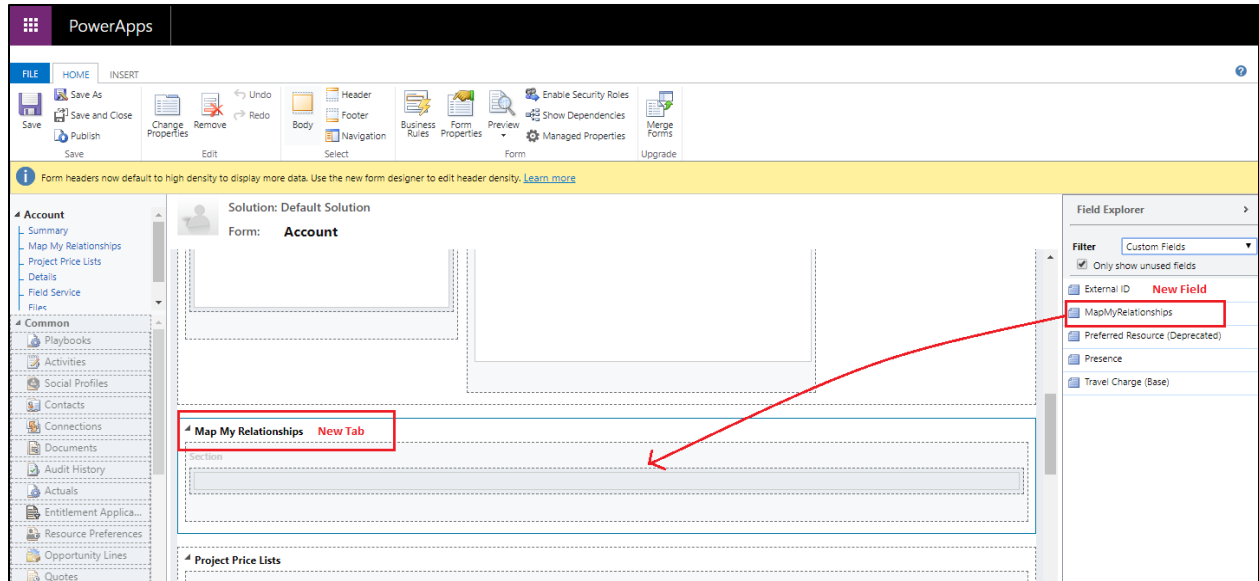 PowerApps
FILE HOME INSERT
Save
Save As
Save and Close
Publish
Save
Change Properties
Remove
Undo
Redo
Edit
Body
Header
Footer
Navigation
Select
Business Rules
Form Properties
Preview
Enable Security Roles
Show Dependencies
Managed Properties
Form
Merge Forms
Upgrade
Form headers now default to high density to display more data. Use the new form designer to edit header density. Learn more
Account
Summary
Map My Relationships
Project Price Lists
Details
Field Service
Files
Common
Playbooks
Activities
Social Profiles
Contacts
Connections
Documents
Audit History
Actuals
Entitlement Applica...
Resource Preferences
Opportunity Lines
Quotes
Solution: Default Solution
Form: Account
Map My Relationships New Tab
Section
Project Price Lists
Field Explorer
Filter Custom Fields
Only show unused fields
External ID New Field
MapMyRelationships
Preferred Resource (Deprecated)
Presence
Travel Charge (Base)